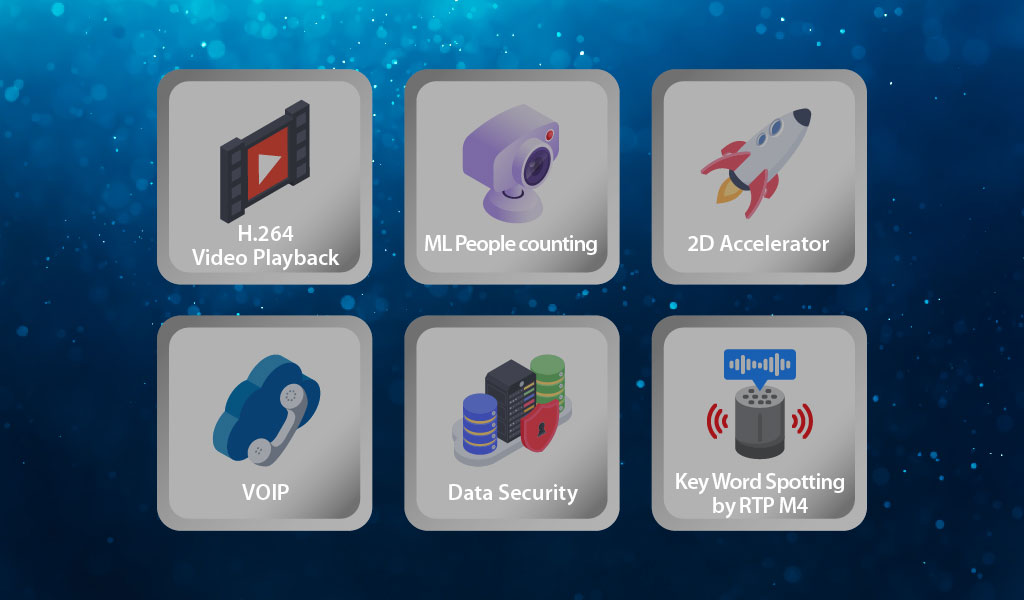 H.264
Video Playback
ML People counting
2D Accelerator
VOIP
Data Security
Key Word Spotting
by RTP M4